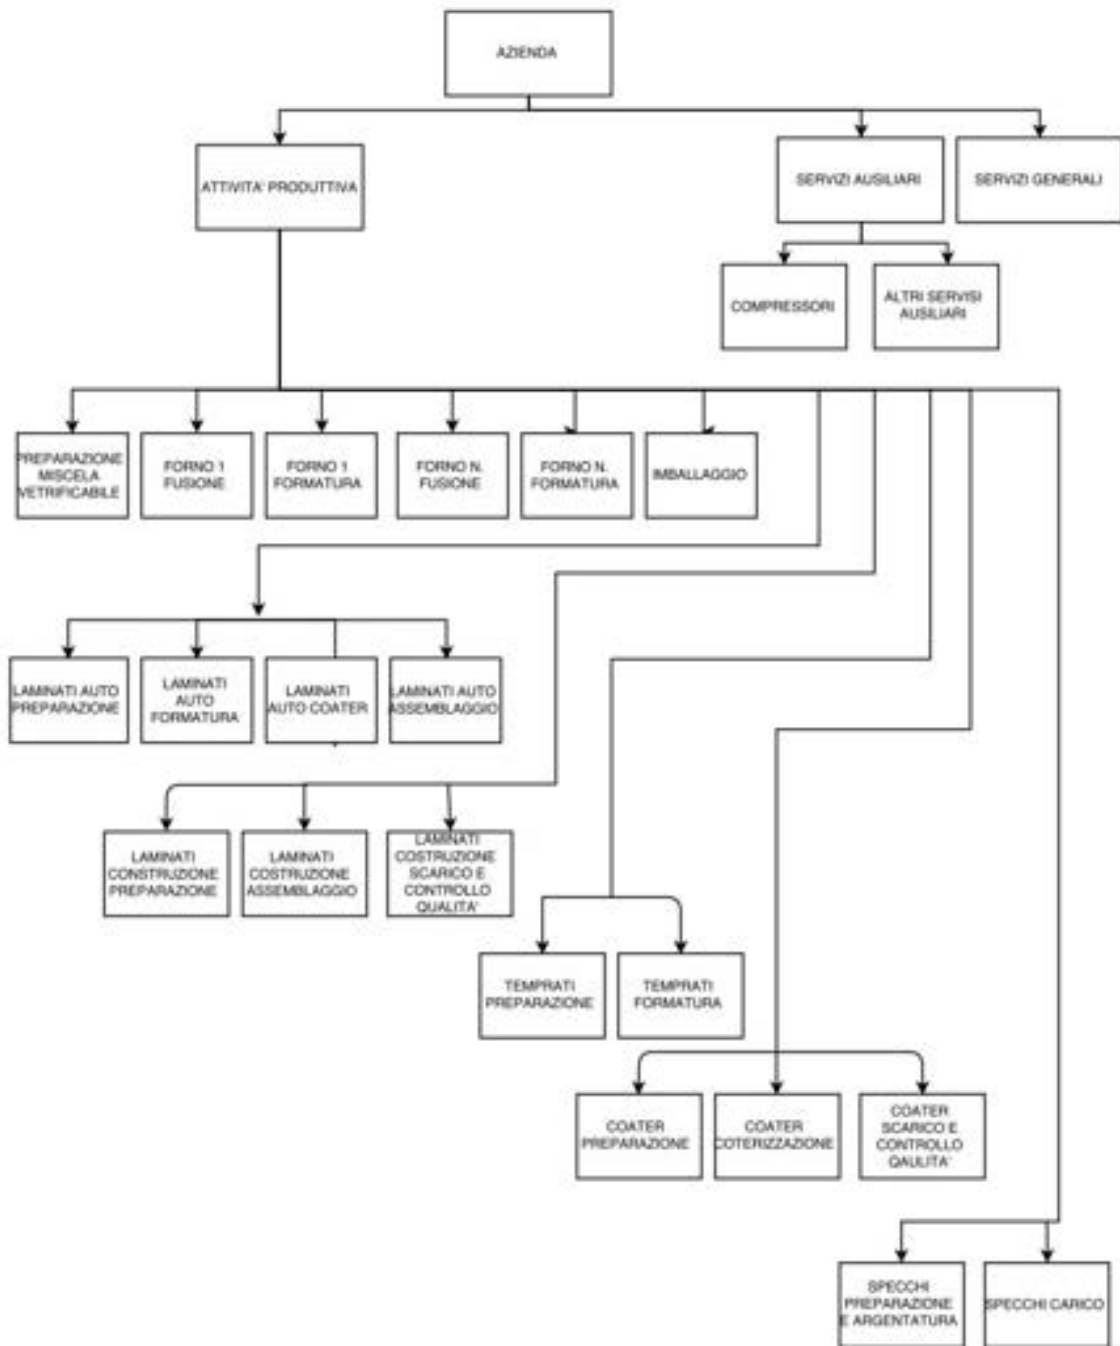 AZIENDA
ATTIVITA' PRODUTTIVA
SERVIZI AUSILIARI
SERVIZI GENERALI
COMPRESSORI
ALTRI SERVISI
AUSILIARI
PREPARAZIONE
MISCELA
VETRIFICABILE
FORNO 1
FUSIONE
FORNO 1
FORMATURA
FORNO N.
FUSIONE
FORNO N.
FORMATURA
IMBALLAGGIO
LAMINATI AUTO
PREPARAZIONE
LAMINATI
AUTO
FORMATURA
LAMINATI
AUTO COATER
LAMINATI AUTO
ASSEMBLAGGIO
LAMINATI
CONSTRUZIONE
PREPARAZIONE
LAMINATI
COSTRUZIONE
ASSEMBLAGGIO
LAMINATI
COSTRUZIONE
SCARICO E
CONTROLLO
QUALITA'
TEMPRATI
PREPARAZIONE
TEMPRATI
FORMATURA
COATER
PREPARAZIONE
COATER
COTERIZZAZIONE
COATER
SCARICO E
CONTROLLO
QAULITA'
SPECCHI
PREPARAZIONE
E ARGENTATURA
SPECCHI CARICO